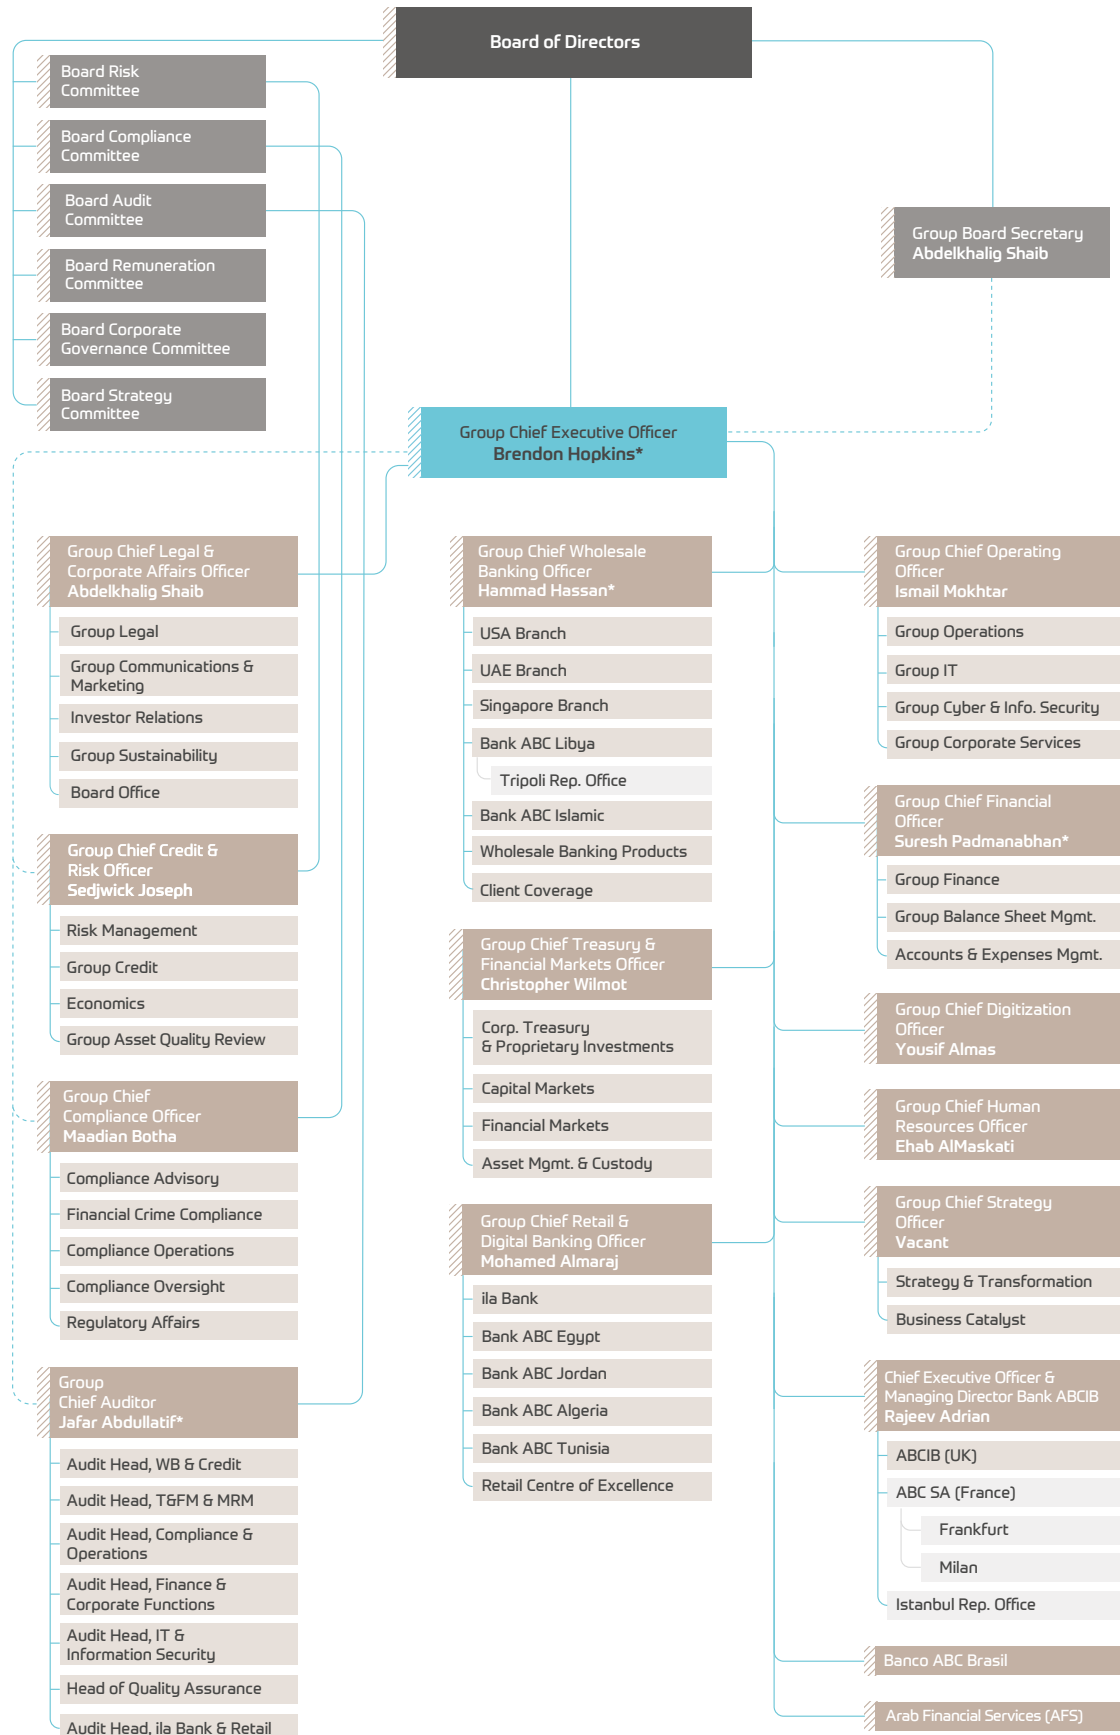 Board of Directors
Board Risk
Committee
Board Compliance
Committee
Board Audit
Committee
Board Remuneration
Committee
Board Corporate
Governance Committee
Board Strategy
Committee
Group Board Secretary
Abdelkhalig Shaib
Group Chief Executive Officer
Brendon Hopkins*
Group Chief Legal &
Corporate Affairs Officer
Abdelkhalig Shaib
Group Legal
Group Communications &
Marketing
Investor Relations
Group Sustainability
Board Office
Group Chief Credit &
Risk Officer
Sedjwick Joseph
Risk Management
Group Credit
Economics
Group Asset Quality Review
Group Chief
Compliance Officer
Maadian Botha
Compliance Advisory
Financial Crime Compliance
Compliance Operations
Compliance Oversight
Regulatory Affairs
Group
Chief Auditor
Jafar Abdullatif*
Audit Head, WB & Credit
Audit Head, T&FM & MRM
Audit Head, Compliance &
Operations
Audit Head, Finance &
Corporate Functions
Audit Head, IT &
Information Security
Head of Quality Assurance
Audit Head, ila Bank & Retail
Group Chief Wholesale
Banking Officer
Hammad Hassan*
USA Branch
UAE Branch
Singapore Branch
Bank ABC Libya
Tripoli Rep. Office
Bank ABC Islamic
Wholesale Banking Products
Client Coverage
Group Chief Treasury &
Financial Markets Officer
Christopher Wilmot
Corp. Treasury
& Proprietary Investments
Capital Markets
Financial Markets
Asset Mgmt. & Custody
Group Chief Retail &
Digital Banking Officer
Mohamed Almaraj
ila Bank
Bank ABC Egypt
Bank ABC Jordan
Bank ABC Algeria
Bank ABC Tunisia
Retail Centre of Excellence
Group Chief Operating
Officer
Ismail Mokhtar
Group Operations
Group IT
Group Cyber & Info. Security
Group Corporate Services
Group Chief Financial
Officer
Suresh Padmanabhan*
Group Finance
Group Balance Sheet Mgmt.
Accounts & Expenses Mgmt.
Group Chief Digitization
Officer
Yousif Almas
Group Chief Human
Resources Officer
Ehab AlMaskati
Group Chief Strategy
Officer
Vacant
Strategy & Transformation
Business Catalyst
Chief Executive Officer &
Managing Director Bank ABCIB
Rajeev Adrian
ABCIB (UK)
ABC SA (France)
Frankfurt
Milan
Istanbul Rep. Office
Banco ABC Brasil
Arab Financial Services (AFS)